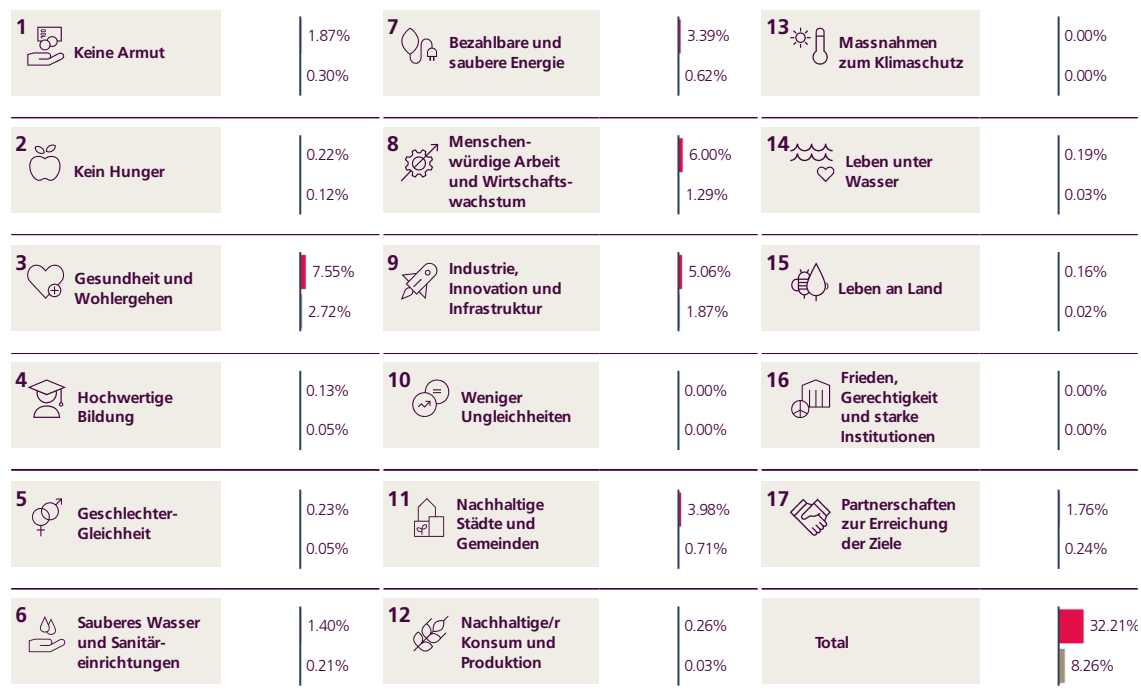 1
Keine Armut
1.87%
0.30%
2
Kein Hunger
0.22%
0.12%
3
Gesundheit und
Wohlergehen
7.55%
2.72%
4
Hochwertige
Bildung
0.13%
0.05%
5
Geschlechter-
Gleichheit
0.23%
0.05%
6
Sauberes Wasser
und Sanitär-
einrichtungen
1.40%
0.21%
7
Bezahlbare und
saubere Energie
3.39%
0.62%
8
Menschen-
würdige Arbeit
und Wirtschafts-
wachstum
6.00%
1.29%
9
Industrie,
Innovation und
Infrastruktur
5.06%
1.87%
10
Weniger
Ungleichheiten
0.00%
0.00%
11
Nachhaltige
Städte und
Gemeinden
3.98%
0.71%
12
Nachhaltige/r
Konsum und
Produktion
0.26%
0.03%
13
Massnahmen
zum Klimaschutz
0.00%
0.00%
14
Leben unter
Wasser
0.19%
0.03%
15
Leben an Land
0.16%
0.02%
16
Frieden,
Gerechtigkeit
und starke
Institutionen
0.00%
0.00%
17
Partnerschaften
zur Erreichung
der Ziele
1.76%
0.24%
Total
32.21%
8.26%